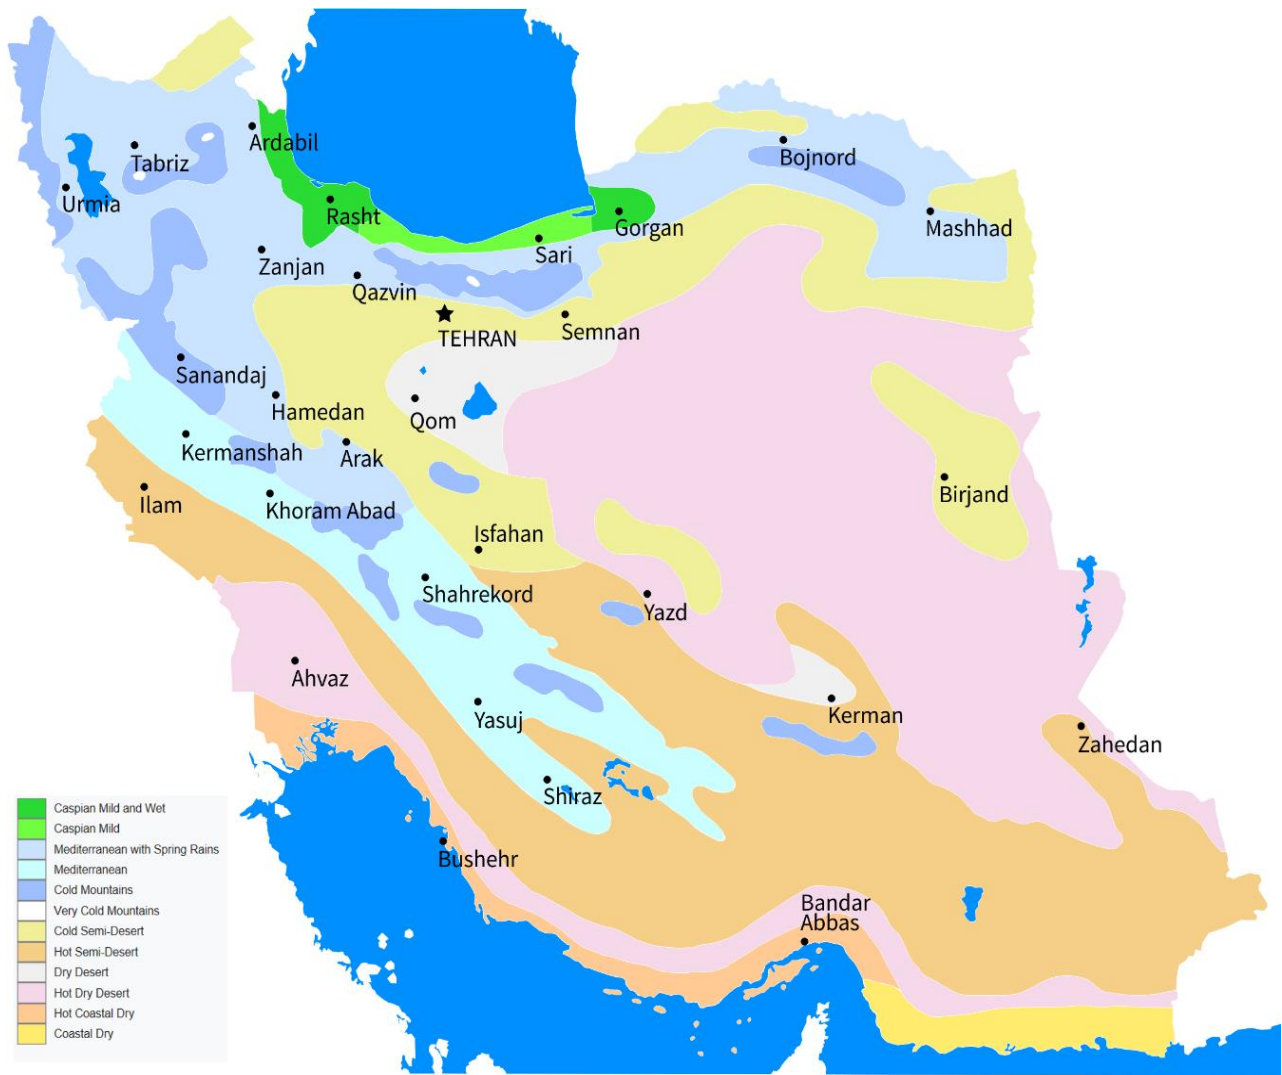 Ardabil
Tabriz
Bojnord
Urmia
Rasht
Gorgan
Mashhad
Sari
Zanjan
Qazvin
TEHRAN
Semnan
Sanandaj
Hamedan
Qom
Kermanshah
Arak
Birjand
Ilam
Khoram Abad
Isfahan
Shahrekord
Yazd
Ahvaz
Yasuj
Kerman
Zahedan
Shiraz
Bushehr
Bandar
Abbas
Caspian Mild and Wet
Caspian Mild
Mediterranean with Spring Rains
Mediterranean
Cold Mountains
Very Cold Mountains
Cold Semi-Desert
Hot Semi-Desert
Dry Desert
Hot Dry Desert
Hot Coastal Dry
Coastal Dry